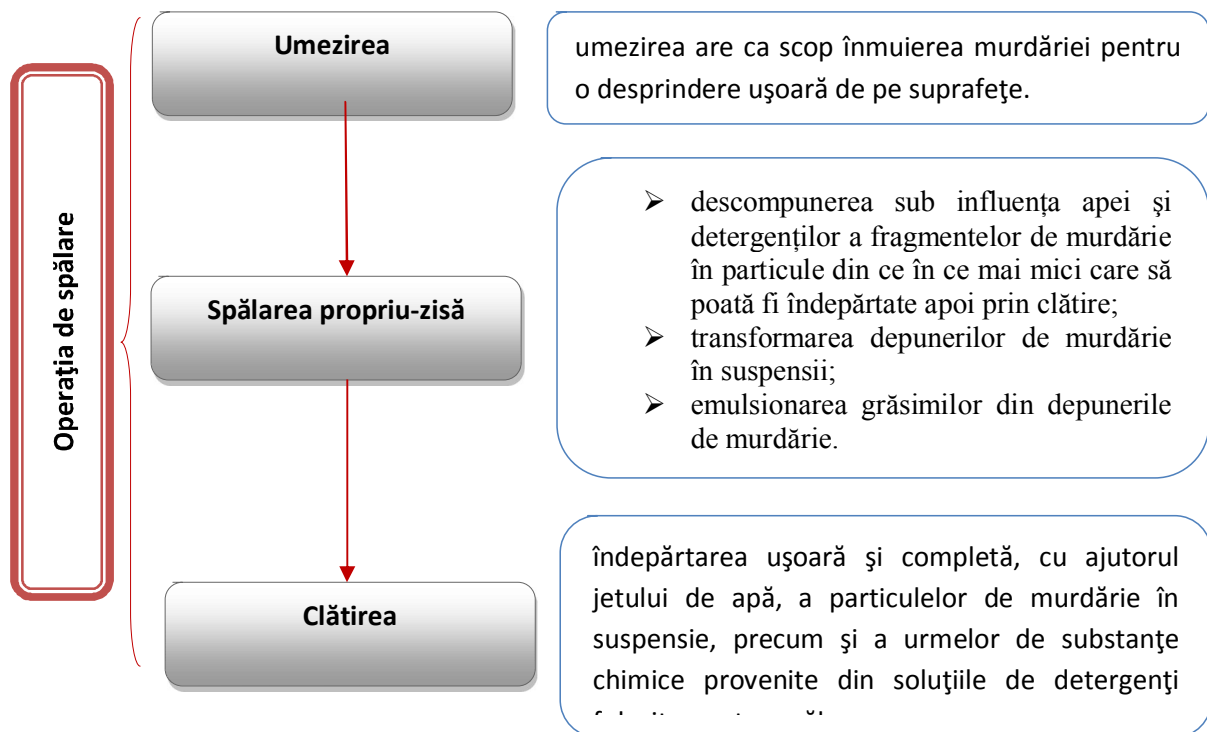 Operaţia de spălare
Umezirea
umezirea are ca scop înmuierea murdăriei pentru
o desprindere uşoară de pe suprafeţe.
Spălarea propriu-zisă
➢ descompunerea sub influența apei şi
detergenților a fragmentelor de murdărie
în particule din ce în ce mai mici care să
poată fi îndepărtate apoi prin clătire;
➢ transformarea depunerilor de murdărie
în suspensii;
➢ emulsionarea grăsimilor din depunerile
de murdărie.
Clătirea
îndepărtarea uşoară şi completă, cu ajutorul
jetului de apă, a particulelor de murdărie în
suspensie, precum şi a urmelor de substanţe
chimice provenite din soluţiile de detergenţi